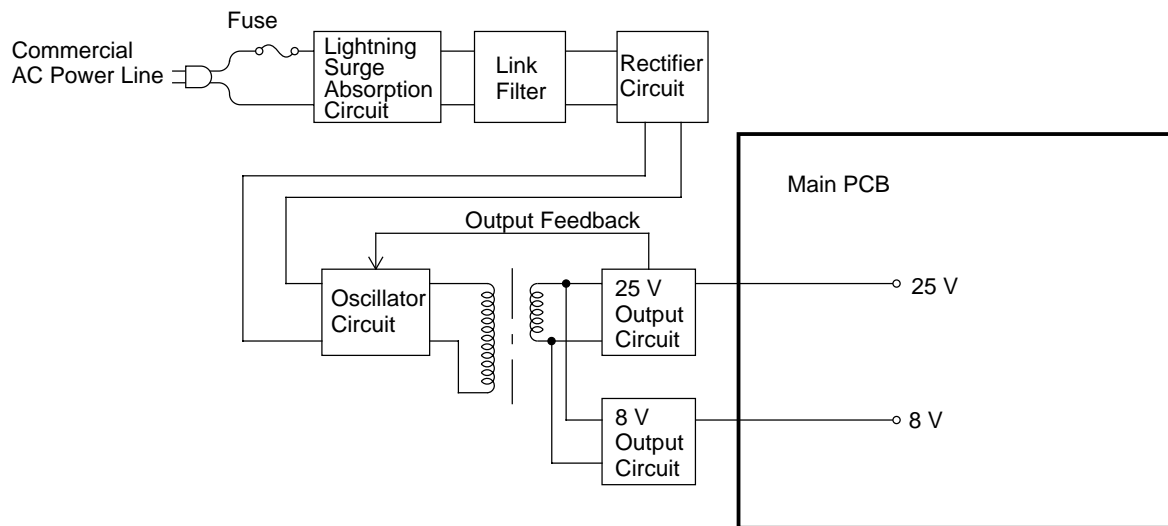 Fuse
Commercial
AC Power Line
Lightning
Surge
Absorption
Circuit
Link
Filter
Rectifier
Circuit
Main PCB
Output Feedback
Oscillator
Circuit
25 V
Output
Circuit
25 V
8 V
Output
Circuit
8 V